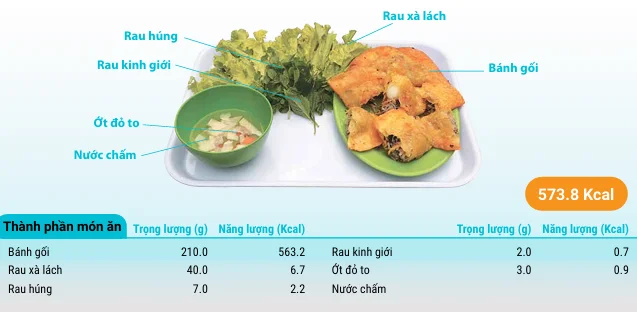 Rau xà lách
Rau húng
Rau kinh giới
Bánh gối
Ớt đỏ to
Nước chấm
573.8 Kcal
Thành phần món ăn Trọng lượng (g) Năng lượng (Kcal) Trọng lượng (g) Năng lượng (Kcal)
Bánh gối 210.0 563.2 Rau kinh giới 2.0 0.7
Rau xà lách 40.0 6.7 Ớt đỏ to 3.0 0.9
Rau húng 7.0 2.2 Nước chấm